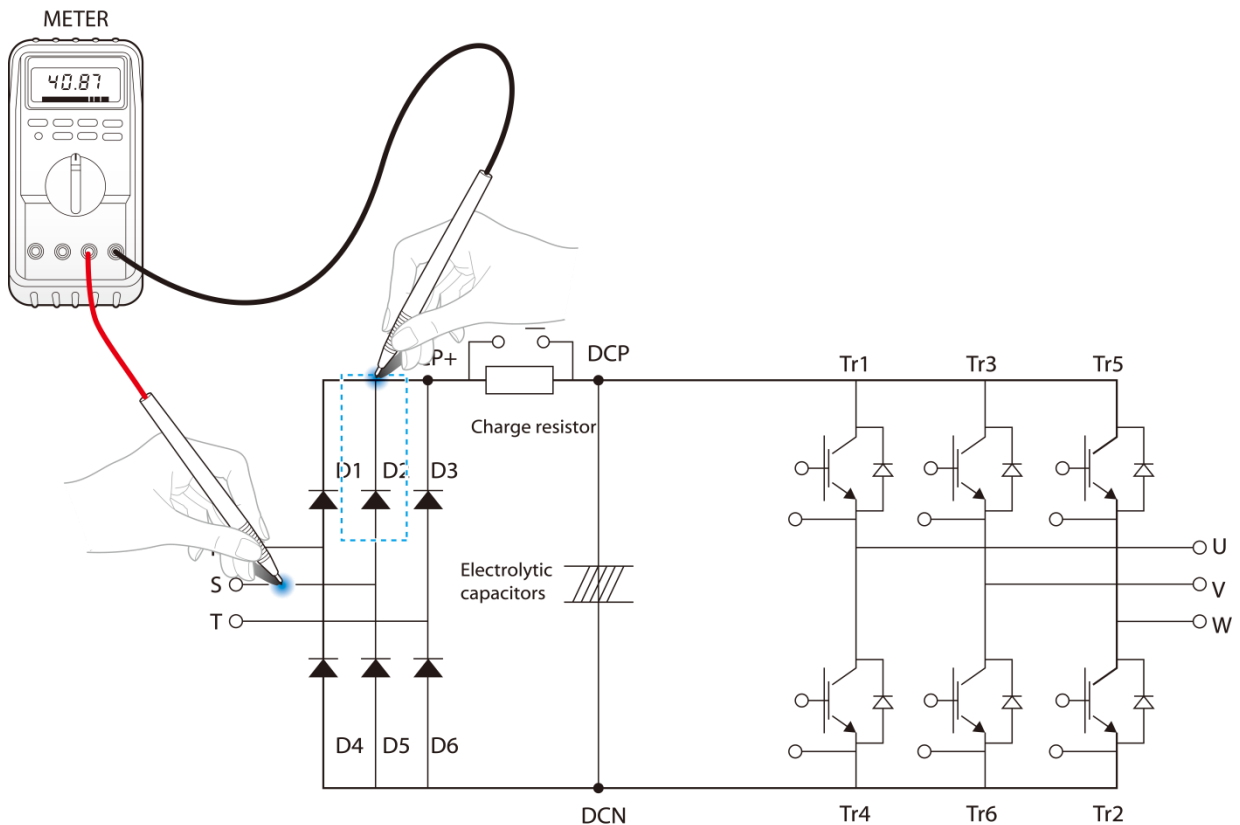 METER
40.87
P+
DCP
Tr1
Tr3
Tr5
Charge resistor
D1
D2
D3
S
T
Electrolytic
capacitors
U
V
W
D4
D5
D6
DCN
Tr4
Tr6
Tr2